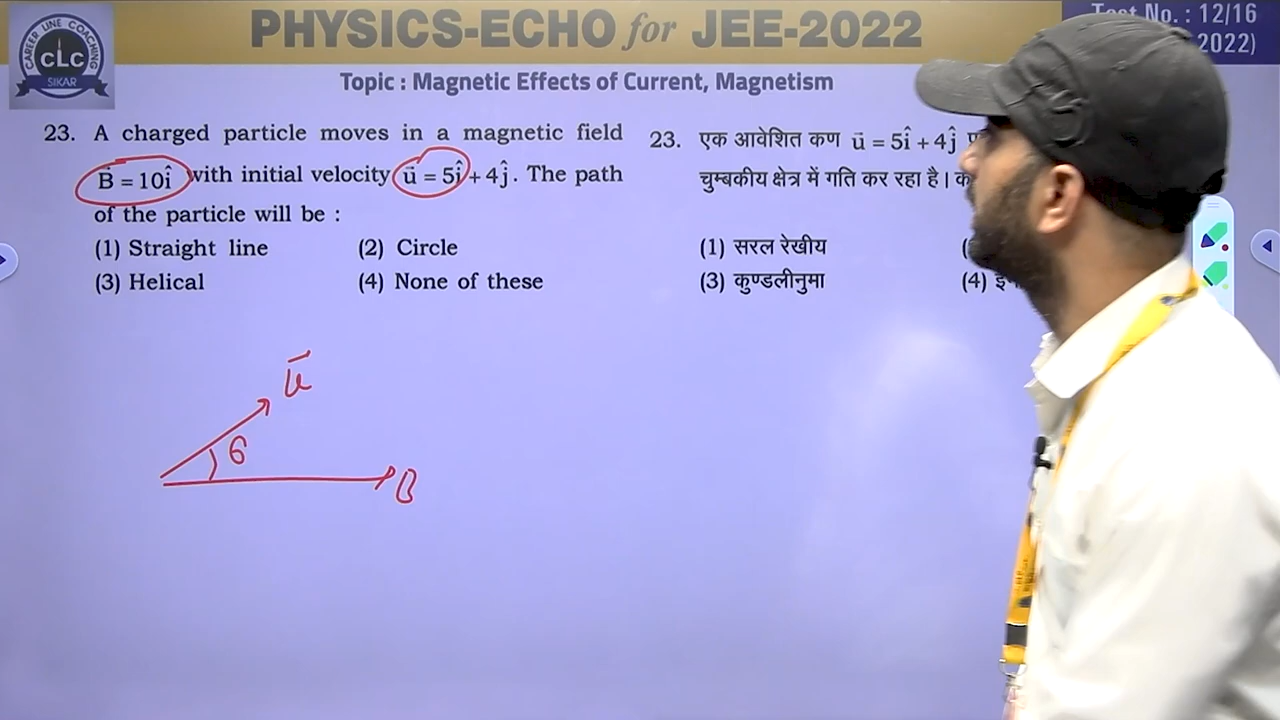 PHYSICS-ECHO for JEE-2022
Test No. : 12/16
2022)
CAREER LINE COACHING
CLC
SIKAR
Topic : Magnetic Effects of Current, Magnetism
23. A charged particle moves in a magnetic field
B⃗ = 10î with initial velocity u⃗ = 5î + 4ĵ. The path
of the particle will be :
(1) Straight line (2) Circle
(3) Helical (4) None of these
23. एक आवेशित कण u⃗ = 5î + 4ĵ
चुम्बकीय क्षेत्र में गति कर रहा है।
(1) सरल रेखीय
(3) कुण्डलीनुमा (4)
u⃗
B